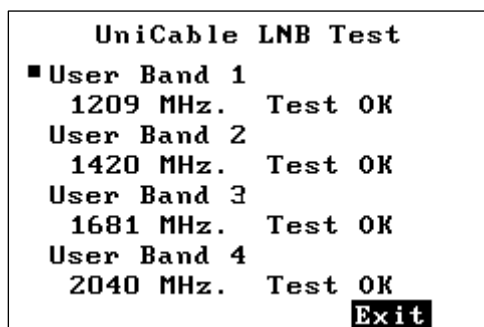 UniCable LNB Test
■User Band 1
1209 MHz. Test OK
User Band 2
1420 MHz. Test OK
User Band 3
1681 MHz. Test OK
User Band 4
2040 MHz. Test OK
Exit